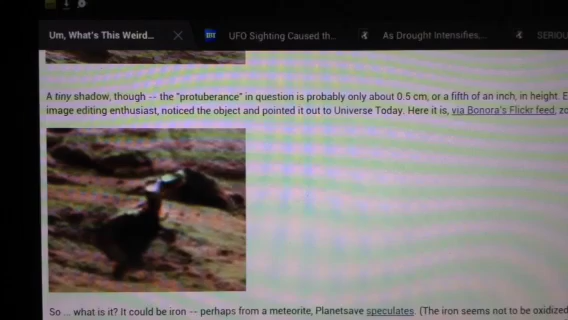 Um, What's This Weird...
UFO Sighting Caused th...
As Drought Intensifies,...
SERIOU
A tiny shadow, though -- the "protuberance" in question is probably only about 0.5 cm, or a fifth of an inch, in height. E
image editing enthusiast, noticed the object and pointed it out to Universe Today. Here it is, via Bonora's Flickr feed, zo
So ... what is it? It could be iron -- perhaps from a meteorite, Planetsave speculates. (The iron seems not to be oxidized